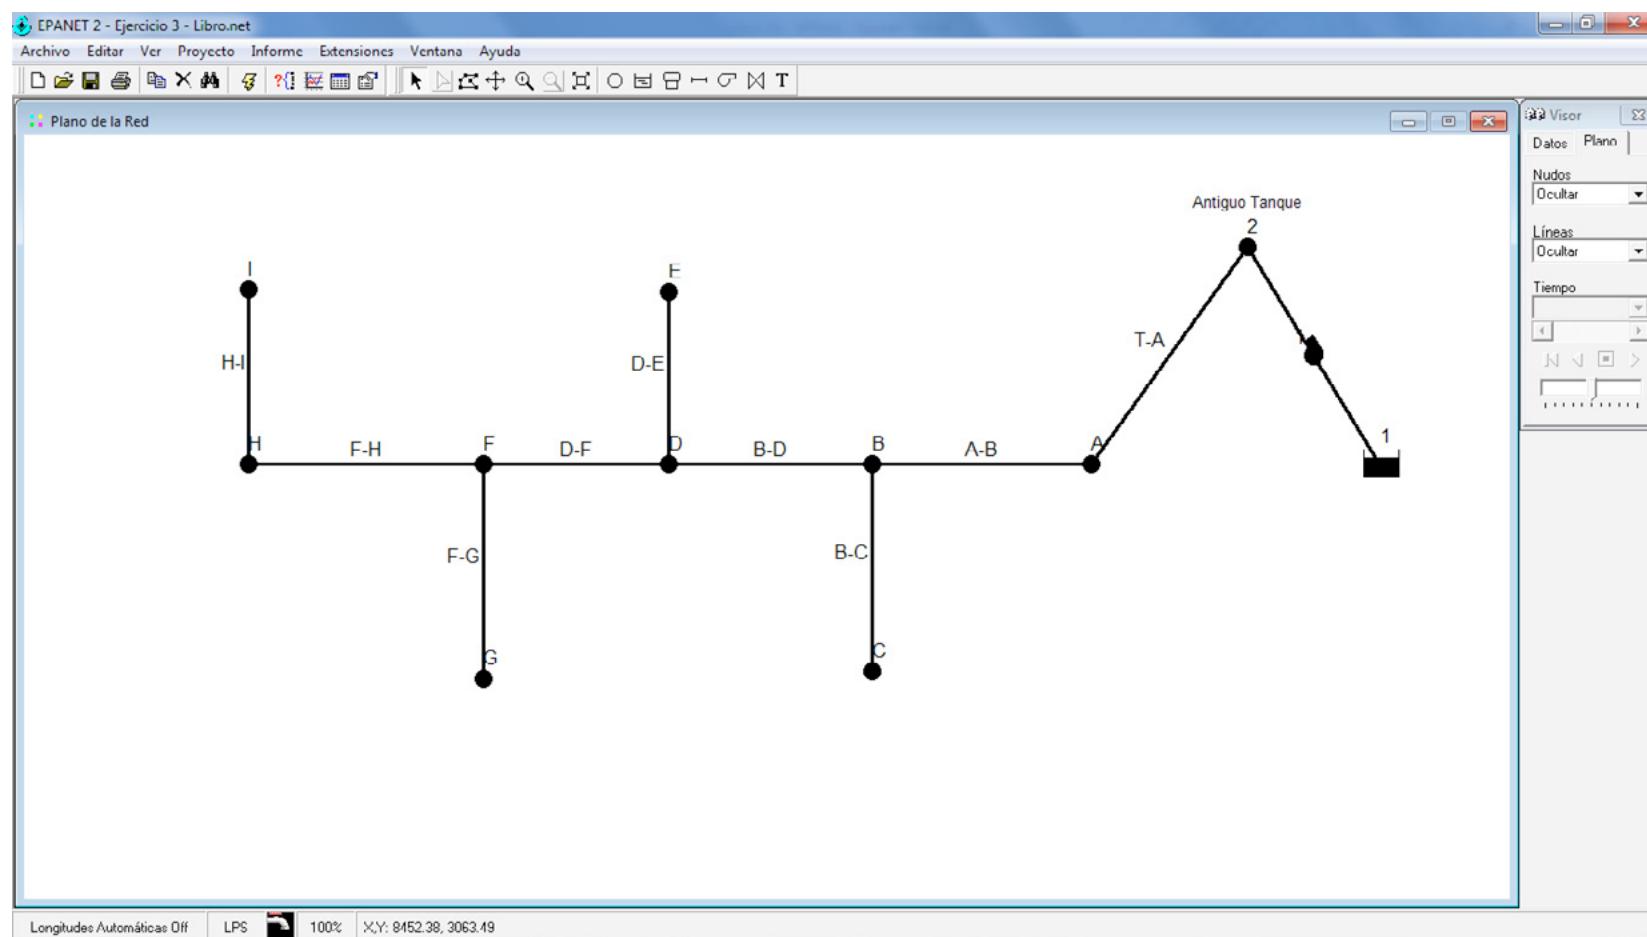 EPANET 2 - Ejercicio 3 - Libro.net
Archivo Editar Ver Proyecto Informe Extensiones Ventana Ayuda
T
Plano de la Red
Visor
Datos Plano
Nudos
Ocultar
Líneas
Ocultar
Tiempo
Antiguo Tanque
2
I
E
T-A
H-I
D-E
1
H
F-H
F
D-F
D
B-D
B
A-B
A
F-G
B-C
G
C
Longitudes Automáticas Off LPS 100% X,Y: 8452.38, 3063.49